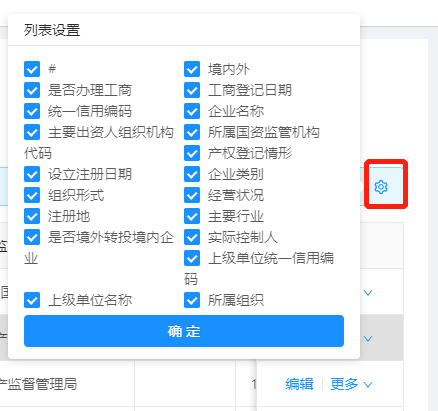 列表设置
# 境内外
是否办理工商 工商登记日期
统一信用编码 企业名称
主要出资人组织机构 所属国资监管机构
代码 产权登记情形
设立注册日期 企业类别
组织形式 经营状况
注册地 主要行业
是否境外转投境内企 实际控制人
业 上级单位统一信用编
码
上级单位名称 所属组织
确 定
产监督管理局 1 编辑 更多